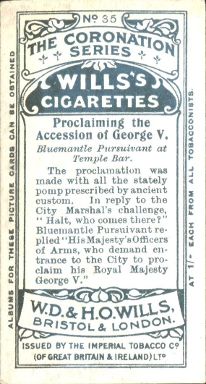 Nº 35
THE CORONATION
SERIES
WILLS'S
CIGARETTES
Proclaiming the
Accession of George V.
Bluemantle Pursuivant at
Temple Bar.
The proclamation was
made with all the stately
pomp prescribed by ancient
custom. In reply to the
City Marshal's challenge,
"Halt, who comes there?"
Bluemantle Pursuivant re-
plied "His Majesty's Officers
of Arms, who demand en-
trance to the City to pro-
claim his Royal Majesty
George V."
W.D. & H.O. WILLS,
BRISTOL & LONDON.
ISSUED BY THE IMPERIAL TOBACCO Cº
(OF GREAT BRITAIN & IRELAND) LTD
ALBUMS FOR THESE PICTURE CARDS CAN BE OBTAINED
AT 1/- EACH FROM ALL TOBACCONISTS.